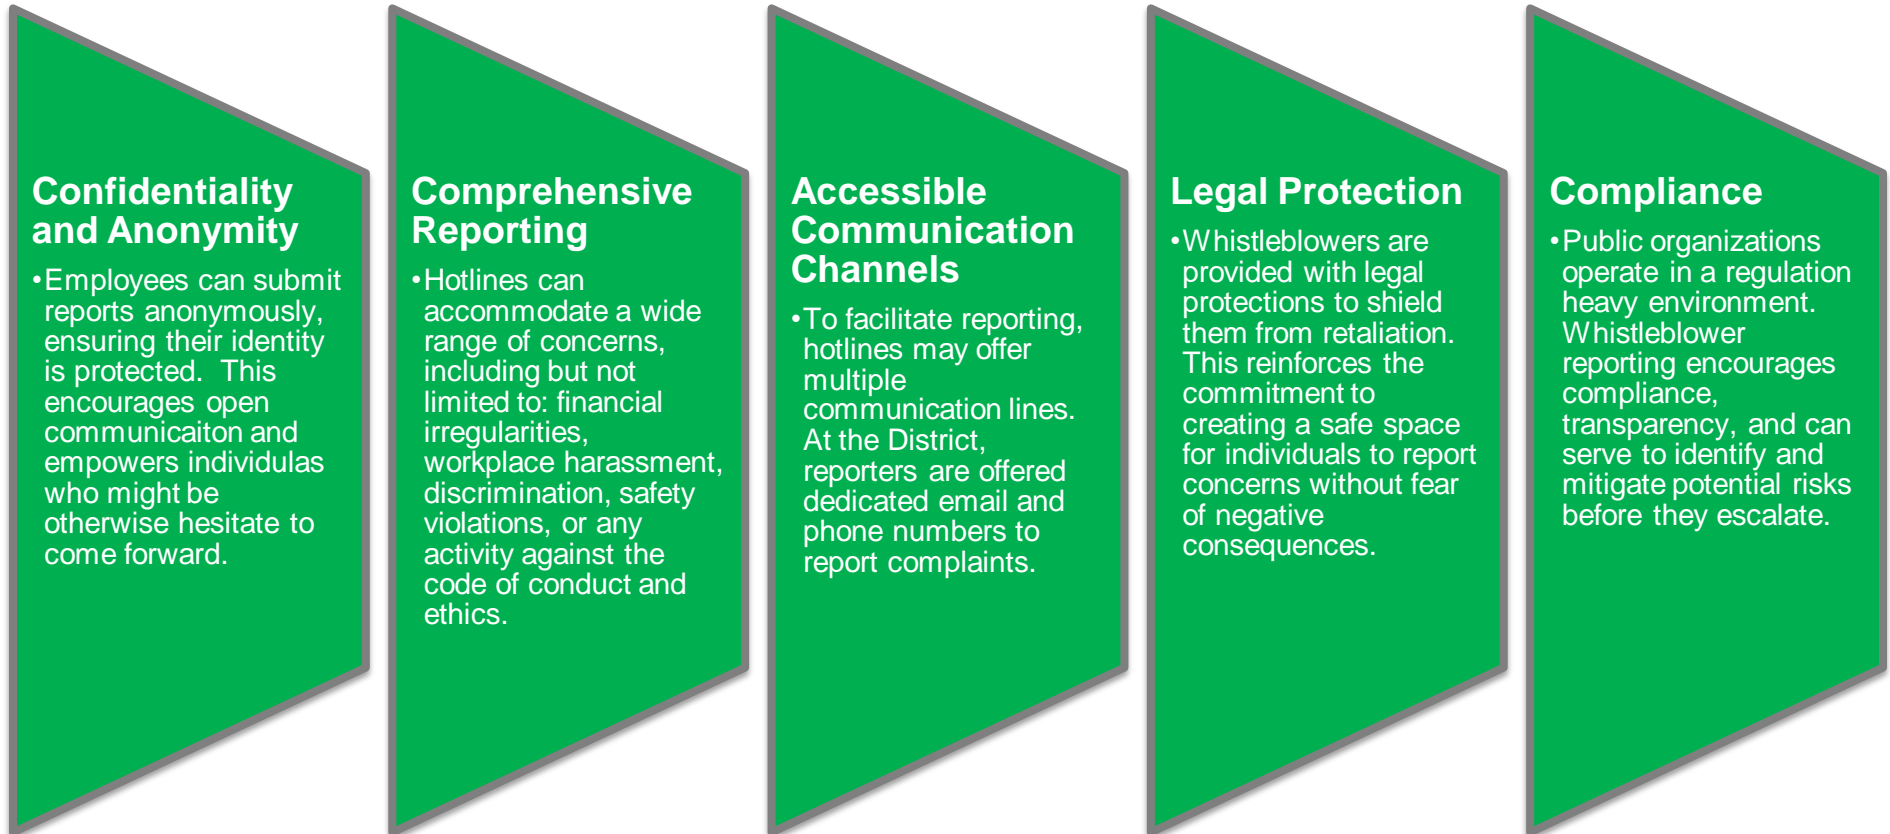 Confidentiality
and Anonymity
•Employees can submit
reports anonymously,
ensuring their identity
is protected.  This
encourages open
communicaiton and
empowers individulas
who might be
otherwise hesitate to
come forward.
Comprehensive
Reporting
•Hotlines can
accommodate a wide
range of concerns,
including but not
limited to: financial
irregularities,
workplace harassment,
discrimination, safety
violations, or any
activity against the
code of conduct and
ethics.
Accessible
Communication
Channels
•To facilitate reporting,
hotlines may offer
multiple
communication lines.
At the District,
reporters are offered
dedicated email and
phone numbers to
report complaints.
Legal Protection
•Whistleblowers are
provided with legal
protections to shield
them from retaliation.
This reinforces the
commitment to
creating a safe space
for individuals to report
concerns without fear
of negative
consequences.
Compliance
•Public organizations
operate in a regulation
heavy environment.
Whistleblower
reporting encourages
compliance,
transparency, and can
serve to identify and
mitigate potential risks
before they escalate.